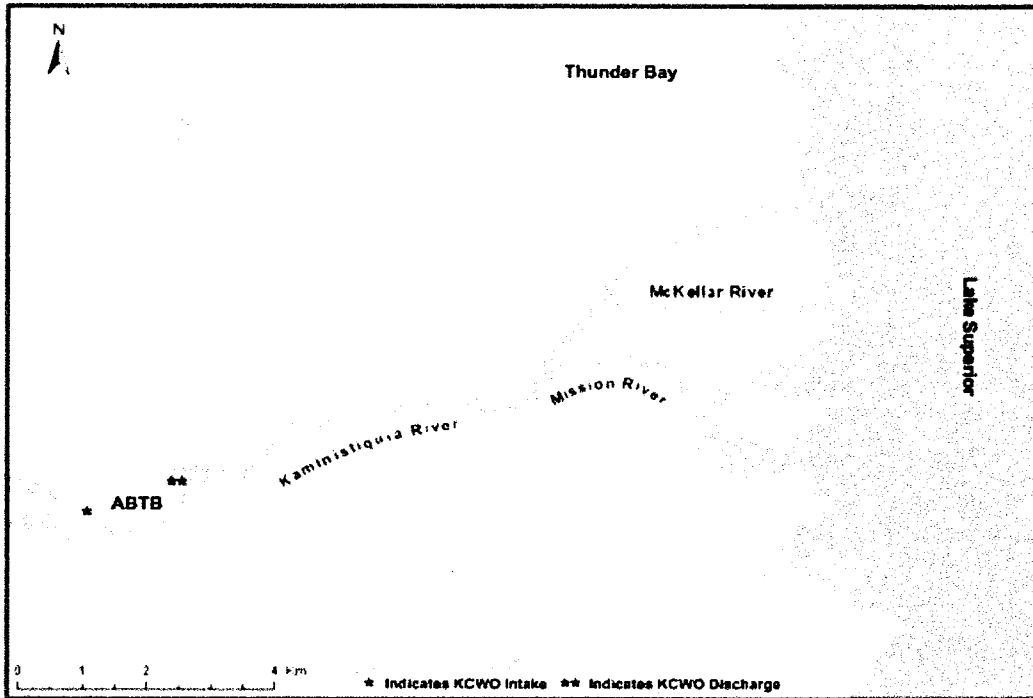 N
Thunder Bay
McKellar River
Lake Superior
Mission River
Kaministiquia River
**
ABTB
*
0 1 2 4 Km
* Indicates KCWO Intake ** Indicates KCWO Discharge